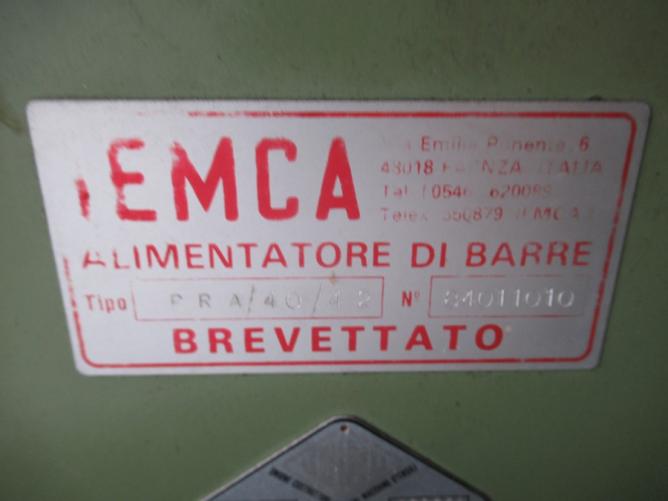 IEMCA
Via Emilia Ponente, 6
48018 FAENZA ITALIA
Tel. (0546) 620089
Telex 550879 IEMCA
ALIMENTATORE DI BARRE
Tipo PRA/40/42 N° 84011010
BREVETTATO